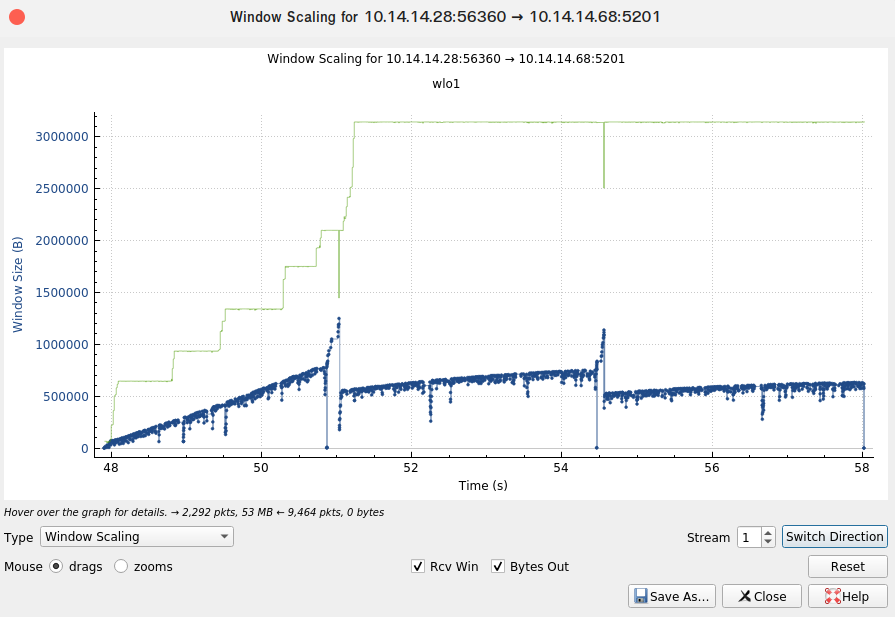 Window Scaling for 10.14.14.28:56360 → 10.14.14.68:5201
Window Scaling for 10.14.14.28:56360 → 10.14.14.68:5201
wlo1
Window Size (B)
3000000
2500000
2000000
1500000
1000000
500000
0
48 50 52 54 56 58
Time (s)
Hover over the graph for details. → 2,292 pkts, 53 MB ← 9,464 pkts, 0 bytes
Type Window Scaling Stream 1 Switch Direction
Mouse drags zooms Rcv Win Bytes Out Reset
Save As... Close Help